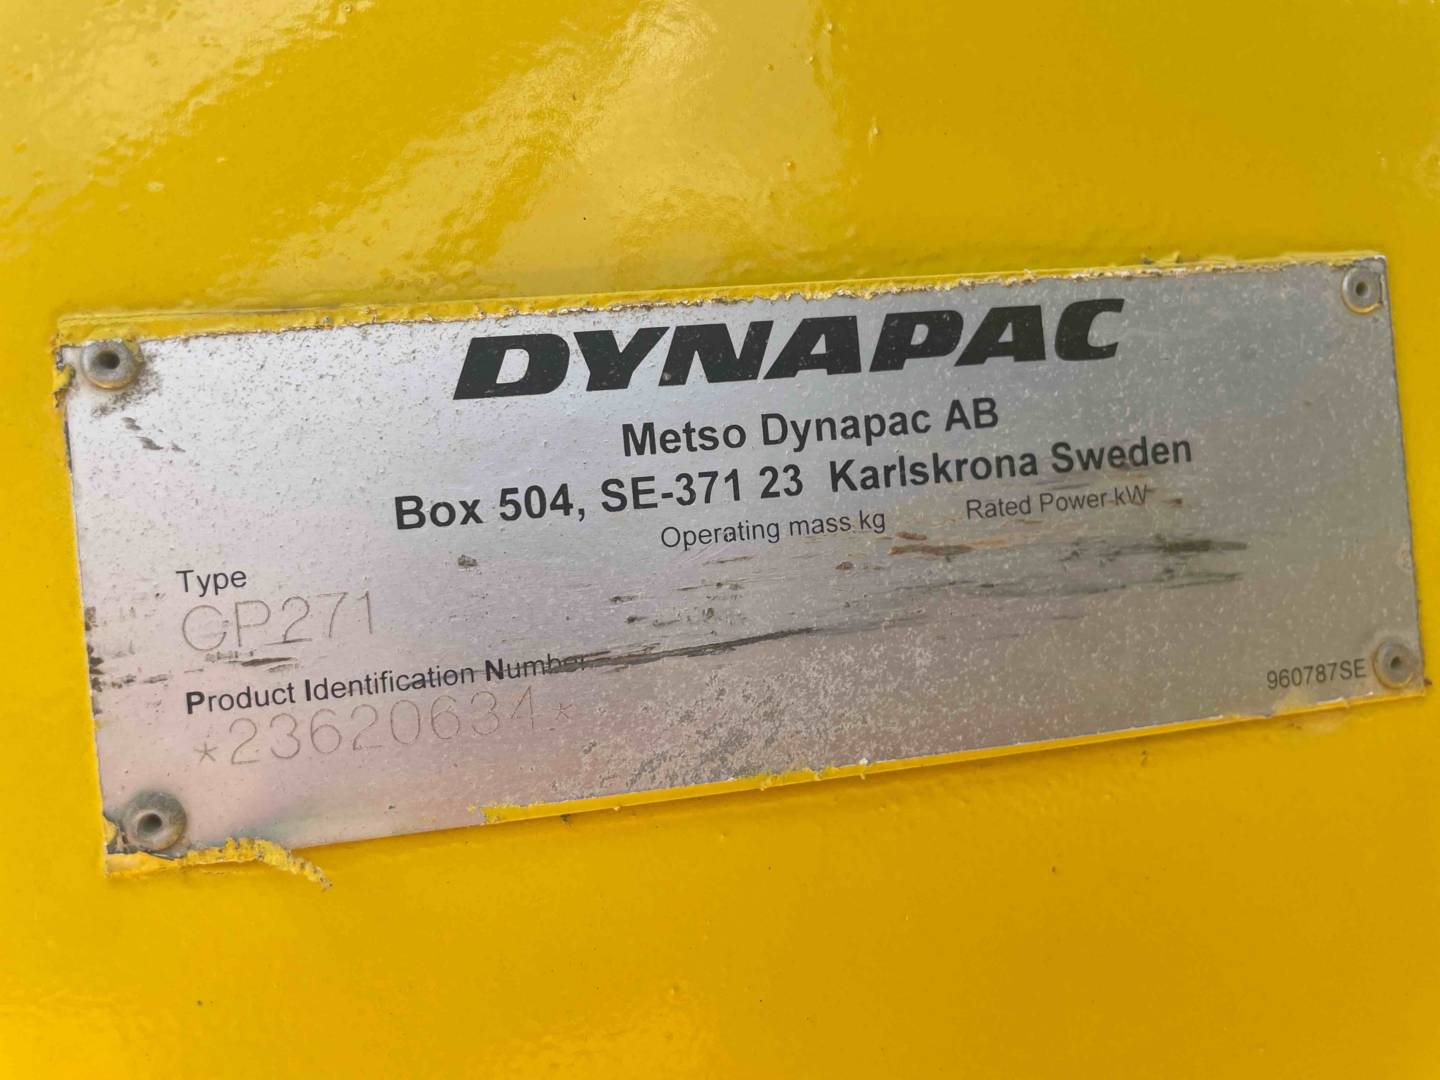 DYNAPAC
Metso Dynapac AB
Box 504, SE-371 23 Karlskrona Sweden
Operating mass kg Rated Power kW
Type
CP271
Product Identification Number
*23620634*
960787SE